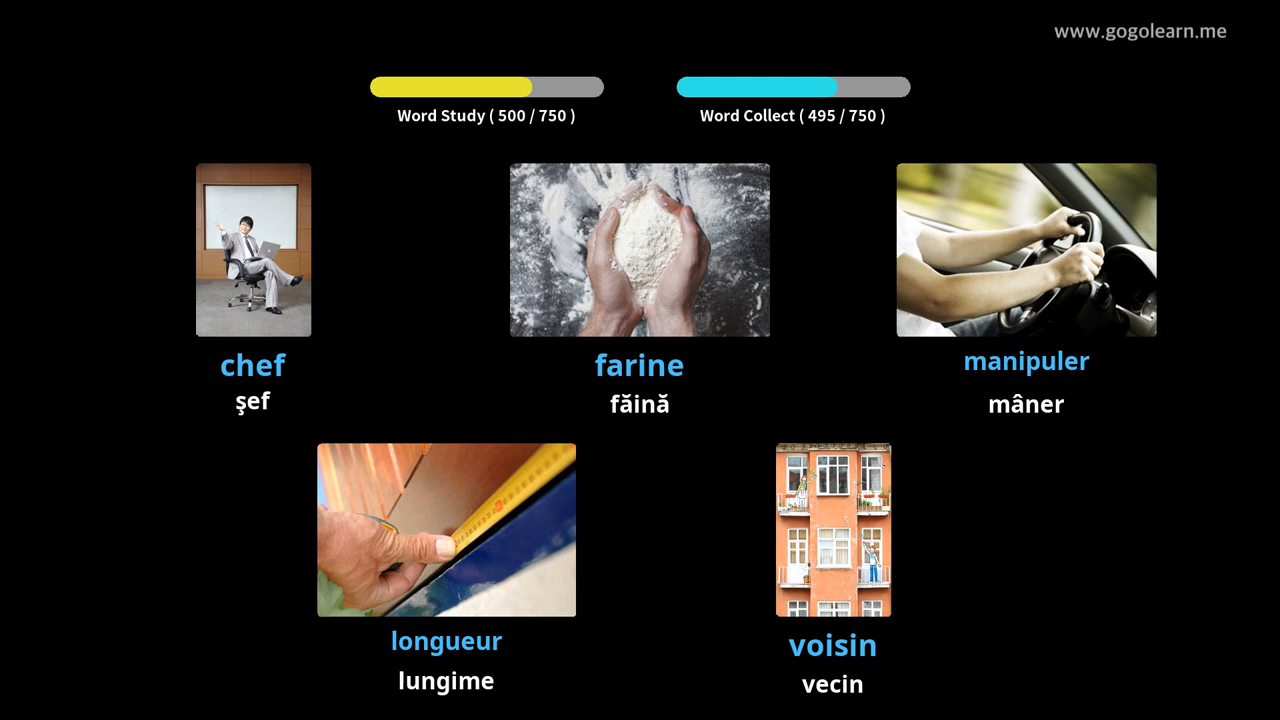 www.gogolearn.me
Word Study ( 500 / 750 )
Word Collect ( 495 / 750 )
chef
şef
farine
făină
manipuler
mâner
longueur
lungime
voisin
vecin